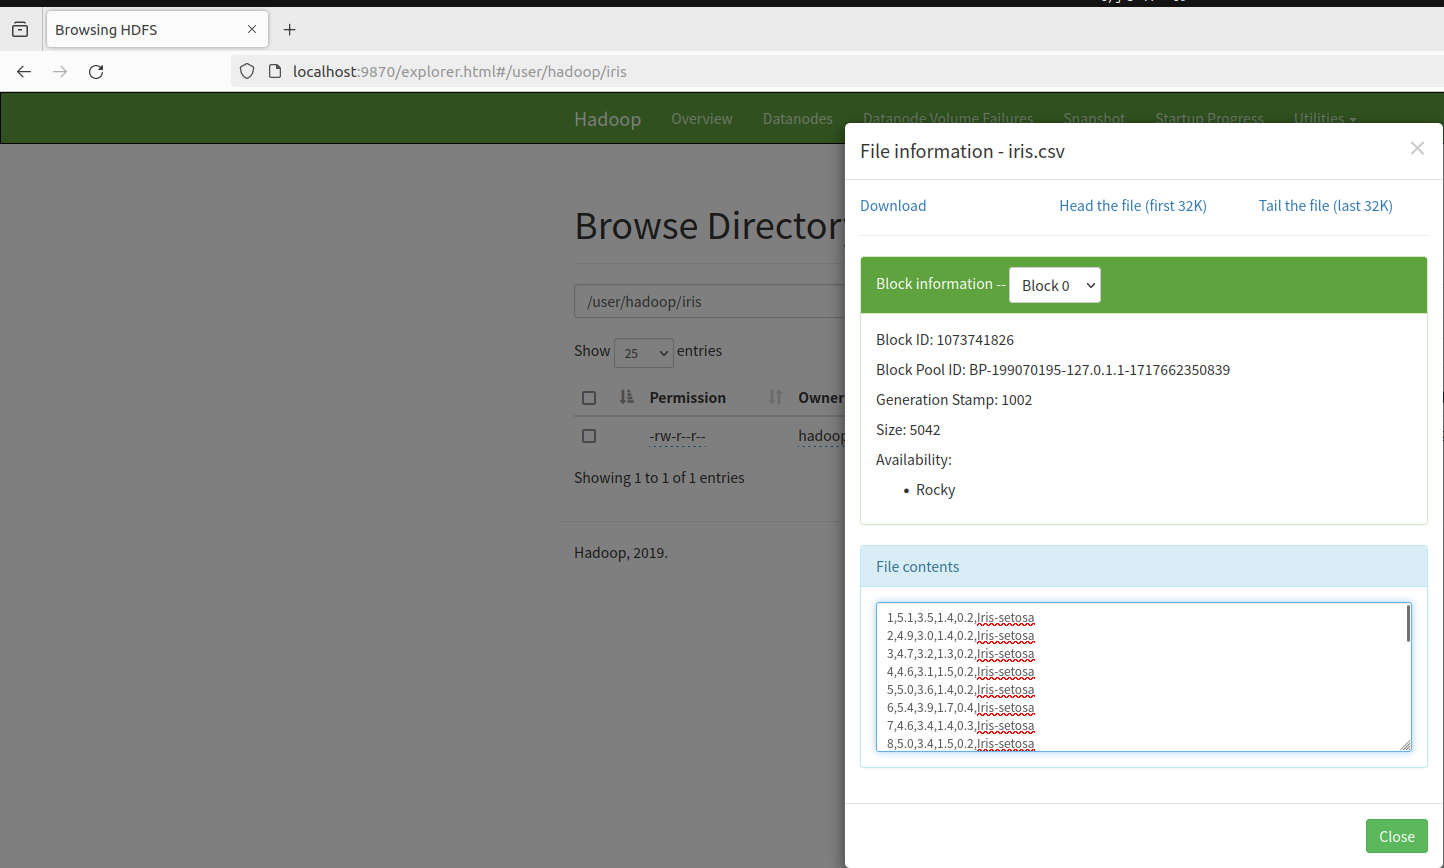 Browsing HDFS
localhost:9870/explorer.html#/user/hadoop/iris
Hadoop Overview Datanodes Datanode Volume Failures Snapshot Startup Progress Utilities
Browse Directory
/user/hadoop/iris
Show 25 entries
Permission Owner
-rw-r--r-- hadoop
Showing 1 to 1 of 1 entries
Hadoop, 2019.
File information - iris.csv
Download Head the file (first 32K) Tail the file (last 32K)
Block information -- Block 0
Block ID: 1073741826
Block Pool ID: BP-199070195-127.0.1.1-1717662350839
Generation Stamp: 1002
Size: 5042
Availability:
Rocky
File contents
1,5.1,3.5,1.4,0.2,Iris-setosa
2,4.9,3.0,1.4,0.2,Iris-setosa
3,4.7,3.2,1.3,0.2,Iris-setosa
4,4.6,3.1,1.5,0.2,Iris-setosa
5,5.0,3.6,1.4,0.2,Iris-setosa
6,5.4,3.9,1.7,0.4,Iris-setosa
7,4.6,3.4,1.4,0.3,Iris-setosa
8,5.0,3.4,1.5,0.2,Iris-setosa
Close